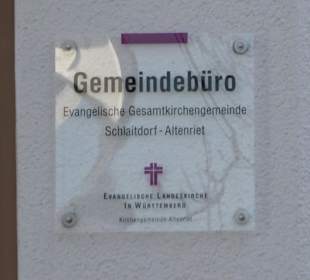 Gemeindebüro
Evangelische Gesamtkirchengemeinde
Schlaitdorf - Altenriet
Evangelische Landeskirche
in Württemberg
Kirchengemeinde Altenriet